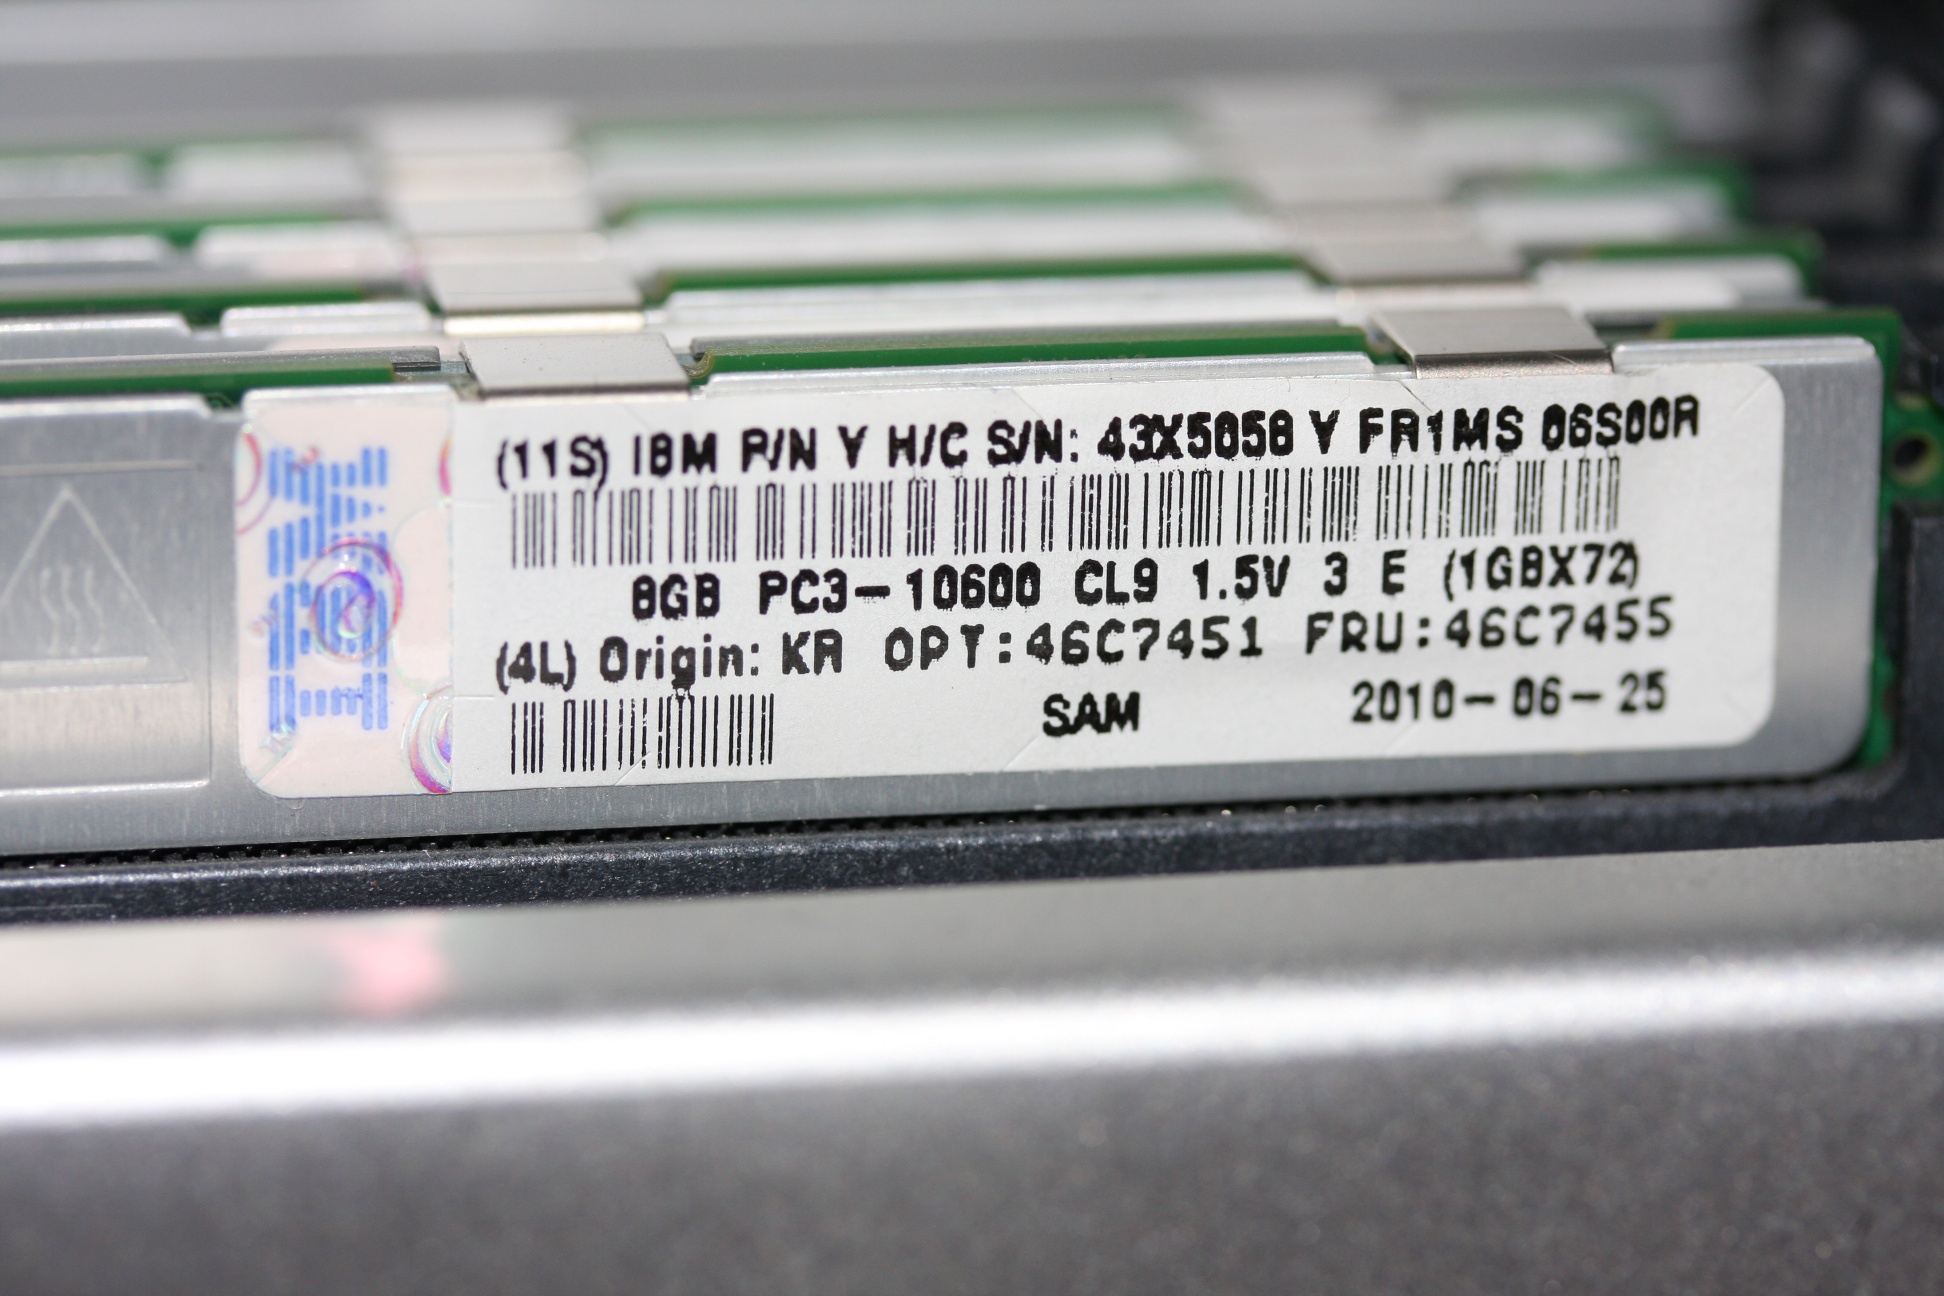 IBM
(11S) IBM P/N Y H/C S/N: 43X5058 Y FR1MS 06S00R
8GB PC3-10600 CL9 1.5V 3 E (1GBX72)
(4L) Origin: KR OPT:46C7451 FRU:46C7455
SAM 2010-06-25